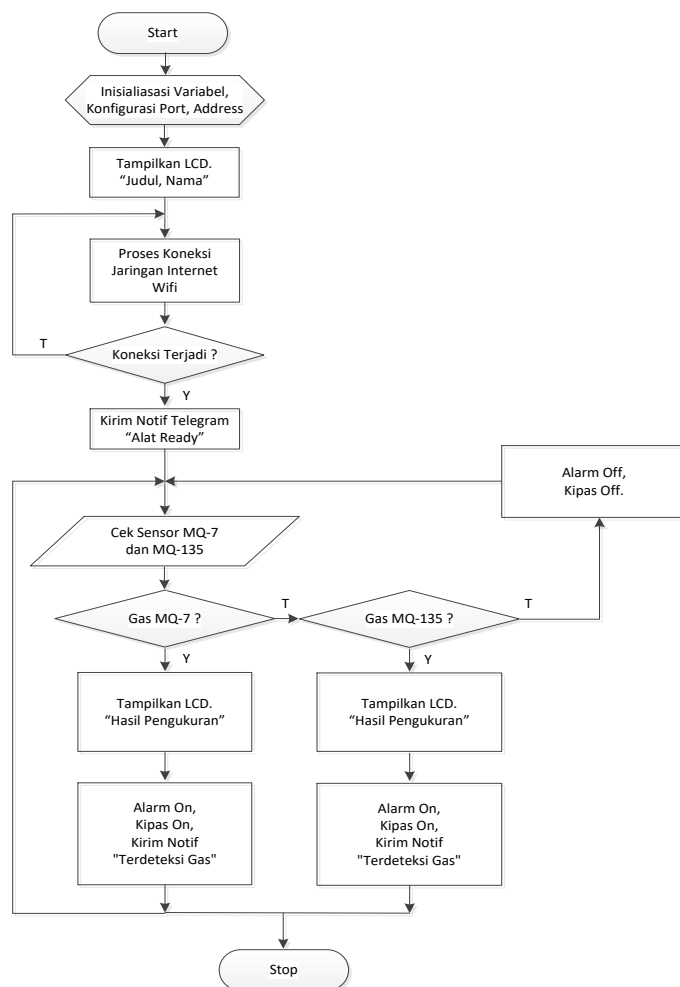 Start
Inisialiasasi Variabel,
Konfigurasi Port, Address
Tampilkan LCD.
“Judul, Nama”
Proses Koneksi
Jaringan Internet
Wifi
T
Koneksi Terjadi ?
Y
Kirim Notif Telegram
“Alat Ready”
Alarm Off,
Kipas Off.
Cek Sensor MQ-7
dan MQ-135
Gas MQ-7 ?
T
Gas MQ-135 ?
T
Y
Y
Tampilkan LCD.
“Hasil Pengukuran”
Tampilkan LCD.
“Hasil Pengukuran”
Alarm On,
Kipas On,
Kirim Notif
"Terdeteksi Gas"
Alarm On,
Kipas On,
Kirim Notif
"Terdeteksi Gas"
Stop